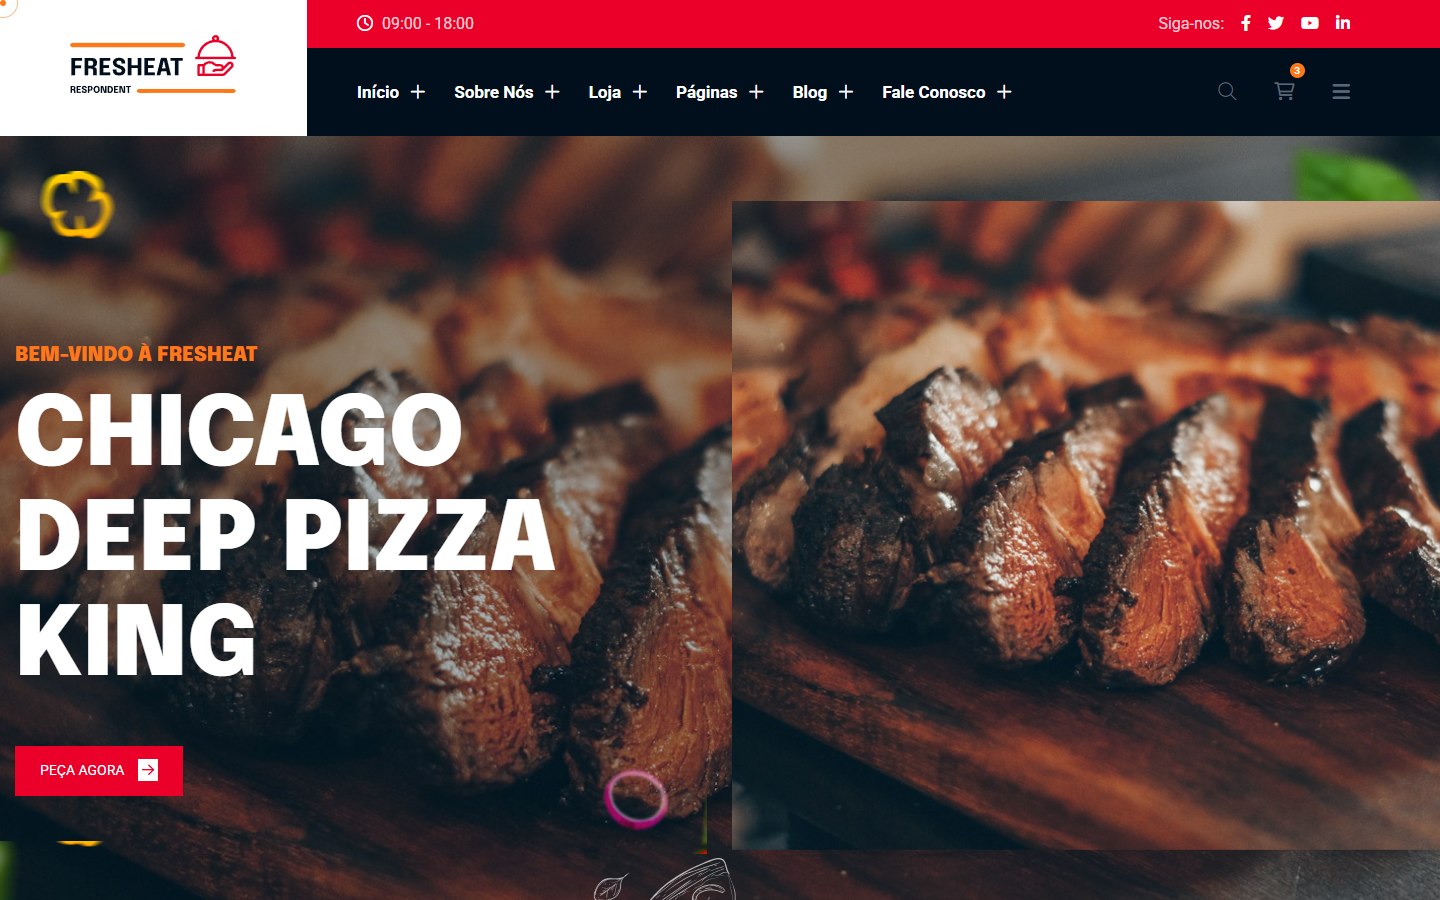 FRESHEAT
RESPONDENT
09:00 - 18:00
Siga-nos:
Início
Sobre Nós
Loja
Páginas
Blog
Fale Conosco
3
BEM-VINDO À FRESHEAT
CHICAGO
DEEP PIZZA
KING
PEÇA AGORA